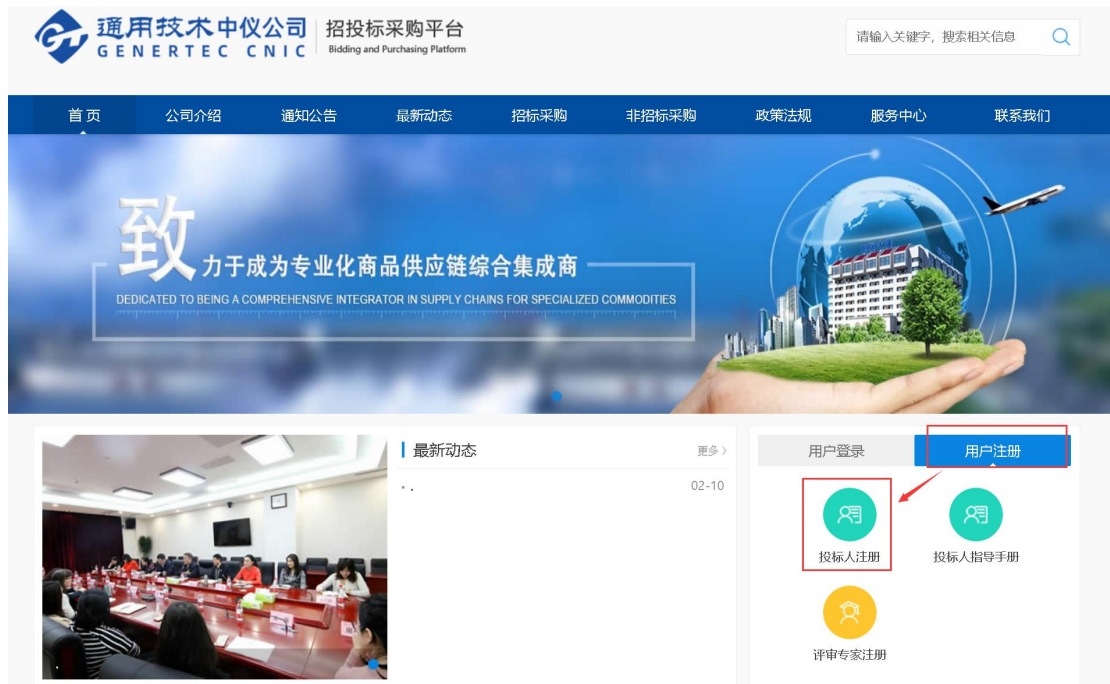 通用技术中仪公司
GENERTEC CNIC
招投标采购平台
Bidding and Purchasing Platform
请输入关键字，搜索相关信息
首页 公司介绍 通知公告 最新动态 招标采购 非招标采购 政策法规 服务中心 联系我们
致
力于成为专业化商品供应链综合集成商
DEDICATED TO BEING A COMPREHENSIVE INTEGRATOR IN SUPPLY CHAINS FOR SPECIALIZED COMMODITIES
最新动态 更多
. 02-10
用户登录 用户注册
投标人注册 投标人指导手册
评审专家注册